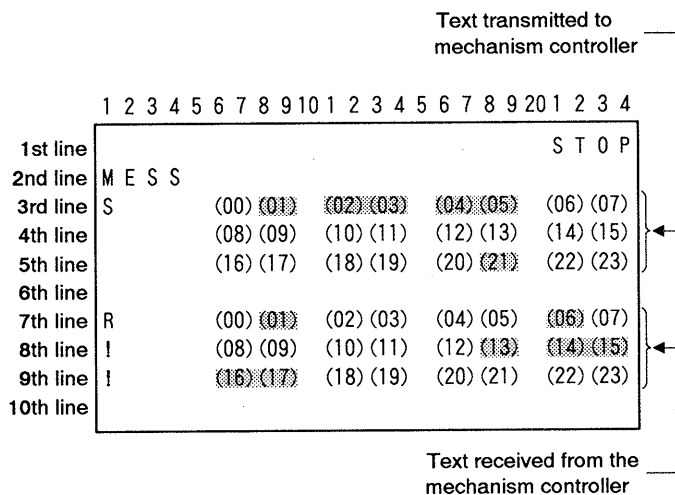 Text transmitted to
mechanism controller
1 2 3 4 5 6 7 8 9 10 1 2 3 4 5 6 7 8 9 20 1 2 3 4
1st line S T O P
2nd line M E S S
3rd line S (00) (01) (02) (03) (04) (05) (06) (07)
4th line (08) (09) (10) (11) (12) (13) (14) (15)
5th line (16) (17) (18) (19) (20) (21) (22) (23)
6th line
7th line R (00) (01) (02) (03) (04) (05) (06) (07)
8th line ! (08) (09) (10) (11) (12) (13) (14) (15)
9th line ! (16) (17) (18) (19) (20) (21) (22) (23)
10th line
Text received from the
mechanism controller